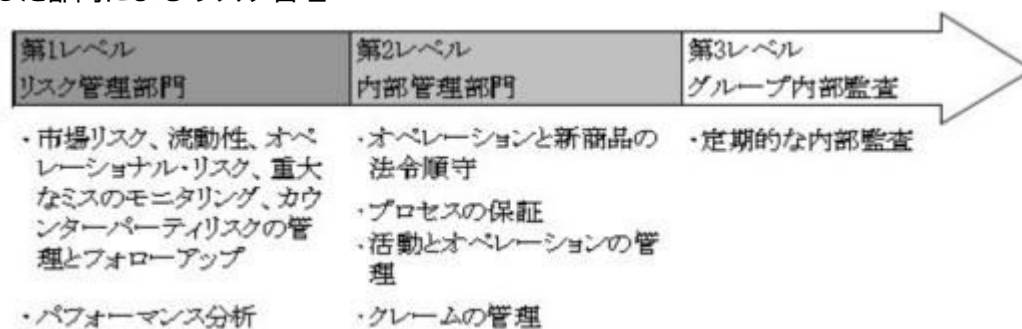 第1レベル
リスク管理部門
第2レベル
内部管理部門
第3レベル
グループ内部監査
・市場リスク、流動性、オペ
レーショナル・リスク、重大
なミスのモニタリング、カウ
ンターパーティリスクの管
理とフォローアップ
・パフォーマンス分析
・オペレーションと新商品の
法令順守
・プロセスの保証
・活動とオペレーションの管
理
・クレームの管理
・定期的な内部監査